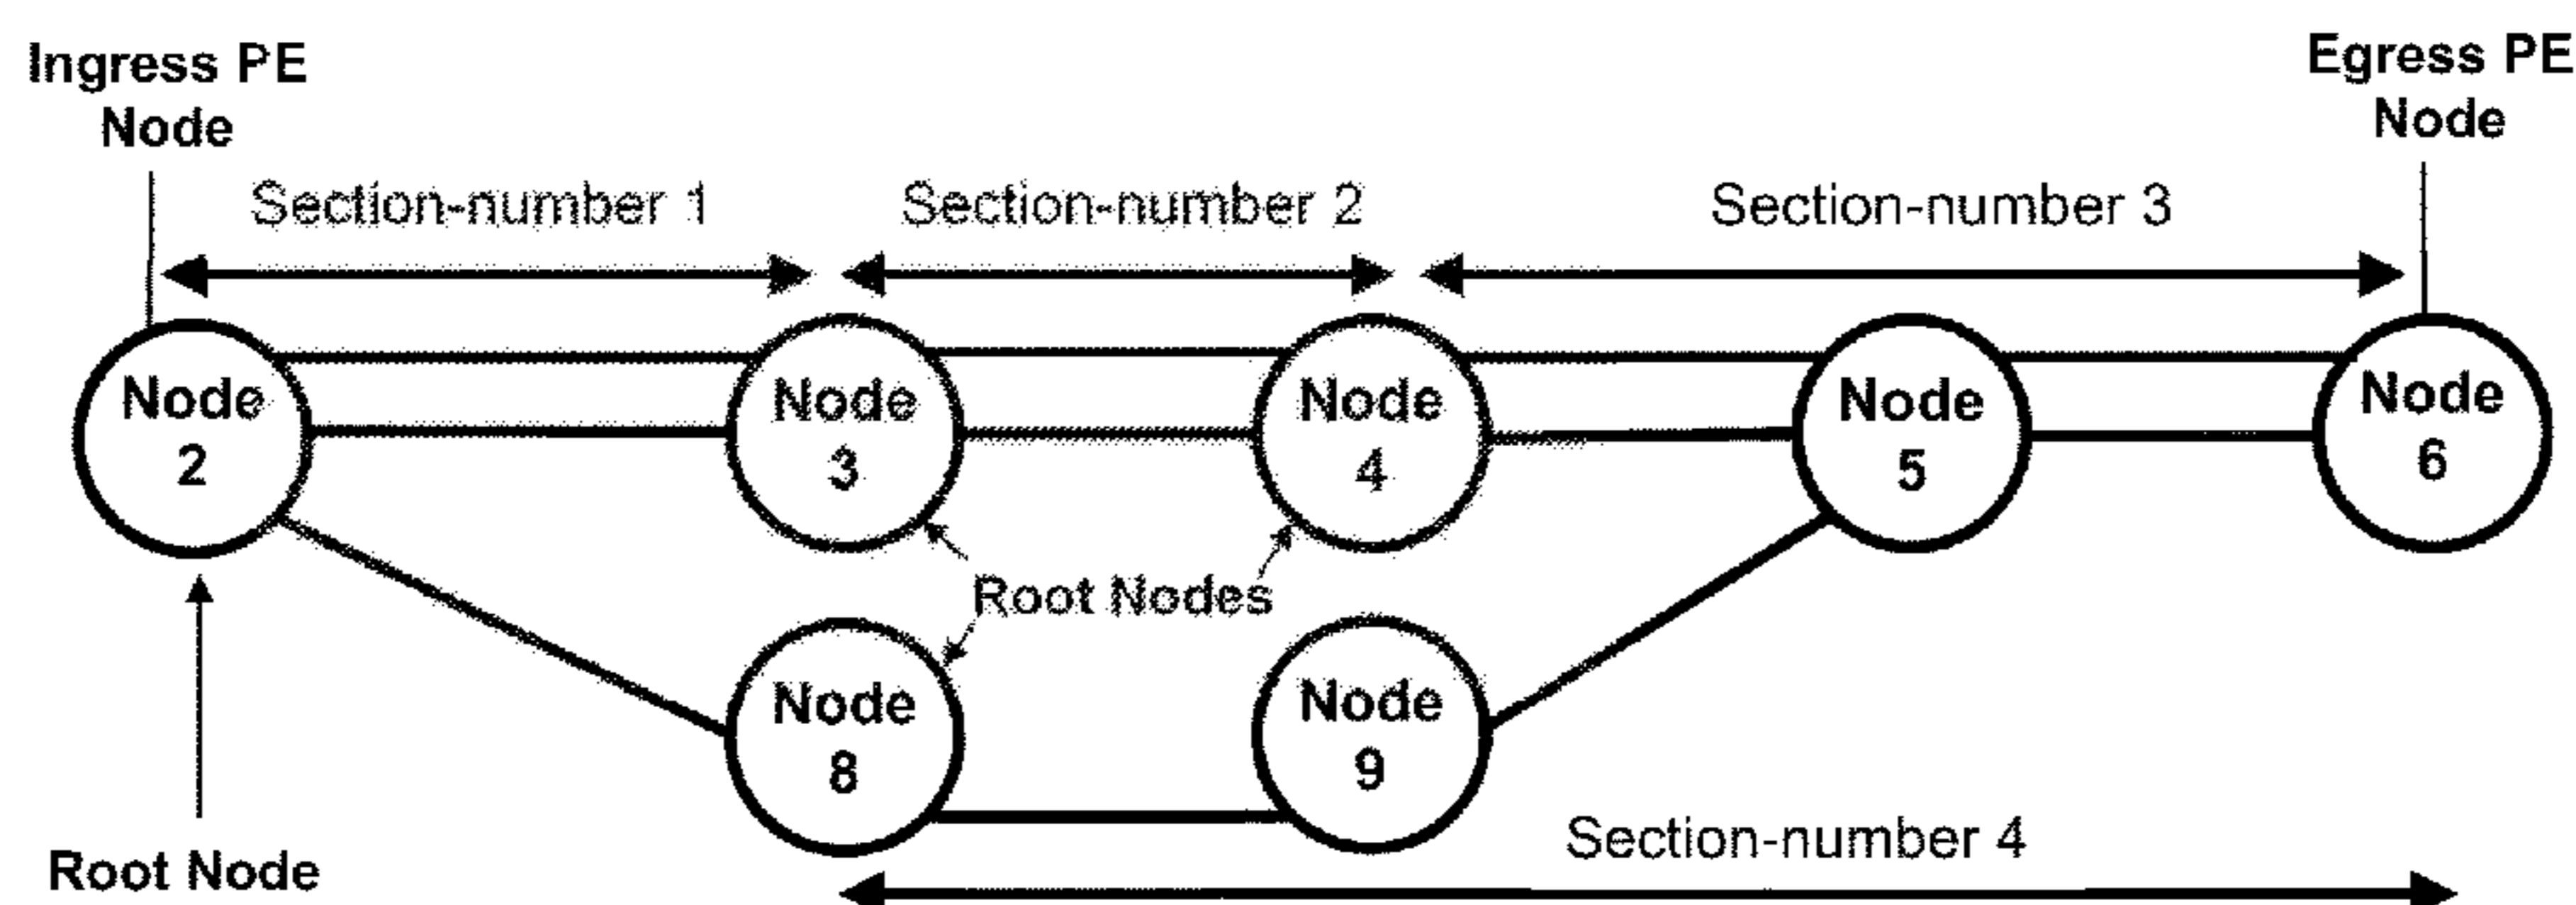 Ingress PE
Node
Egress PE
Node
Section-number 1
Section-number 2
Section-number 3
Node
2
Node
3
Node
4
Node
5
Node
6
Root Nodes
Node
8
Node
9
Root Node
Section-number 4